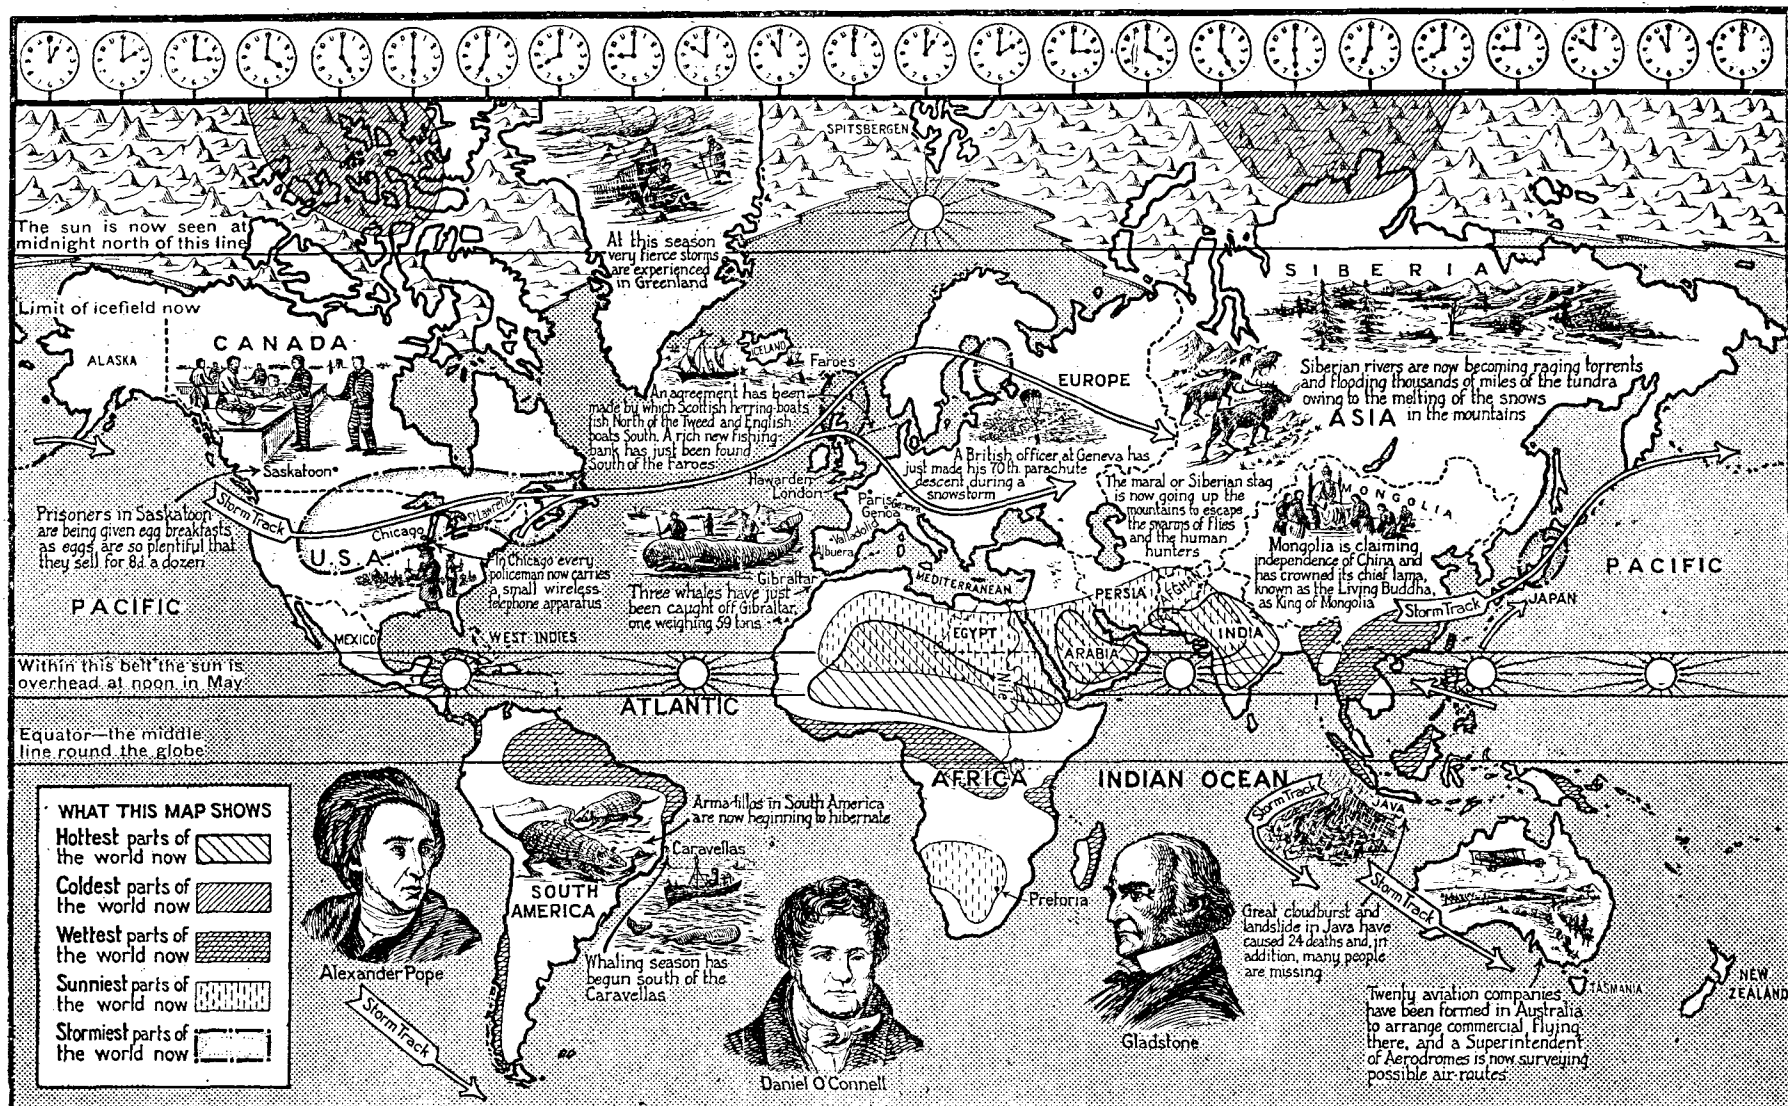 SPITSBERGEN
The sun is now seen at
midnight north of this line
At this season
very fierce storms
are experienced
in Greenland
SIBERIA
Limit of icefield now
CANADA
ALASKA
ICELAND
Faroes
EUROPE
Siberian rivers are now becoming raging torrents
and flooding thousands of miles of the tundra
owing to the melting of the snows
in the mountains
ASIA
An agreement has been
made by which Scottish herring-boats
fish North of the Tweed and English
boats South. A rich new fishing-
bank has just been found
South of the Faroes
A British officer at Geneva has
just made his 70th parachute
descent during a
snowstorm
The maral or Siberian stag
is now going up the
mountains to escape
the swarms of flies
and the human
hunters
MONGOLIA
Saskatoon
Hawarden
London
Paris
Geneva
Genoa
Valladolid
Albuera
Gibraltar
Storm Track
St Lawrence
Chicago
Prisoners in Saskatoon
are being given egg breakfasts
as eggs are so plentiful that
they sell for 8d a dozen
U.S.A.
In Chicago every
policeman now carries
a small wireless
telephone apparatus
Three whales have just
been caught off Gibraltar,
one weighing 59 tons
MEDITERRANEAN
PERSIA
AFGHAN
Mongolia is claiming
independence of China and
has crowned its chief lama,
known as the Living Buddha,
as King of Mongolia
Storm Track
JAPAN
PACIFIC
PACIFIC
MEXICO
WEST INDIES
EGYPT
Nile
ARABIA
INDIA
Within this belt the sun is
overhead at noon in May
ATLANTIC
Equator—the middle
line round the globe
AFRICA
INDIAN OCEAN
WHAT THIS MAP SHOWS
Hottest parts of
the world now
Coldest parts of
the world now
Wettest parts of
the world now
Sunniest parts of
the world now
Stormiest parts of
the world now
Alexander Pope
Storm Track
Armadillos in South America
are now beginning to hibernate
Caravellas
SOUTH
AMERICA
Whaling season has
begun south of the
Caravellas
Daniel O'Connell
Pretoria
Gladstone
Storm Track
JAVA
Great cloudburst and
landslide in Java have
caused 24 deaths and, in
addition, many people
are missing
Storm Track
TASMANIA
NEW
ZEALAND
Twenty aviation companies
have been formed in Australia
to arrange commercial flying
there, and a Superintendent
of Aerodromes is now surveying
possible air-routes